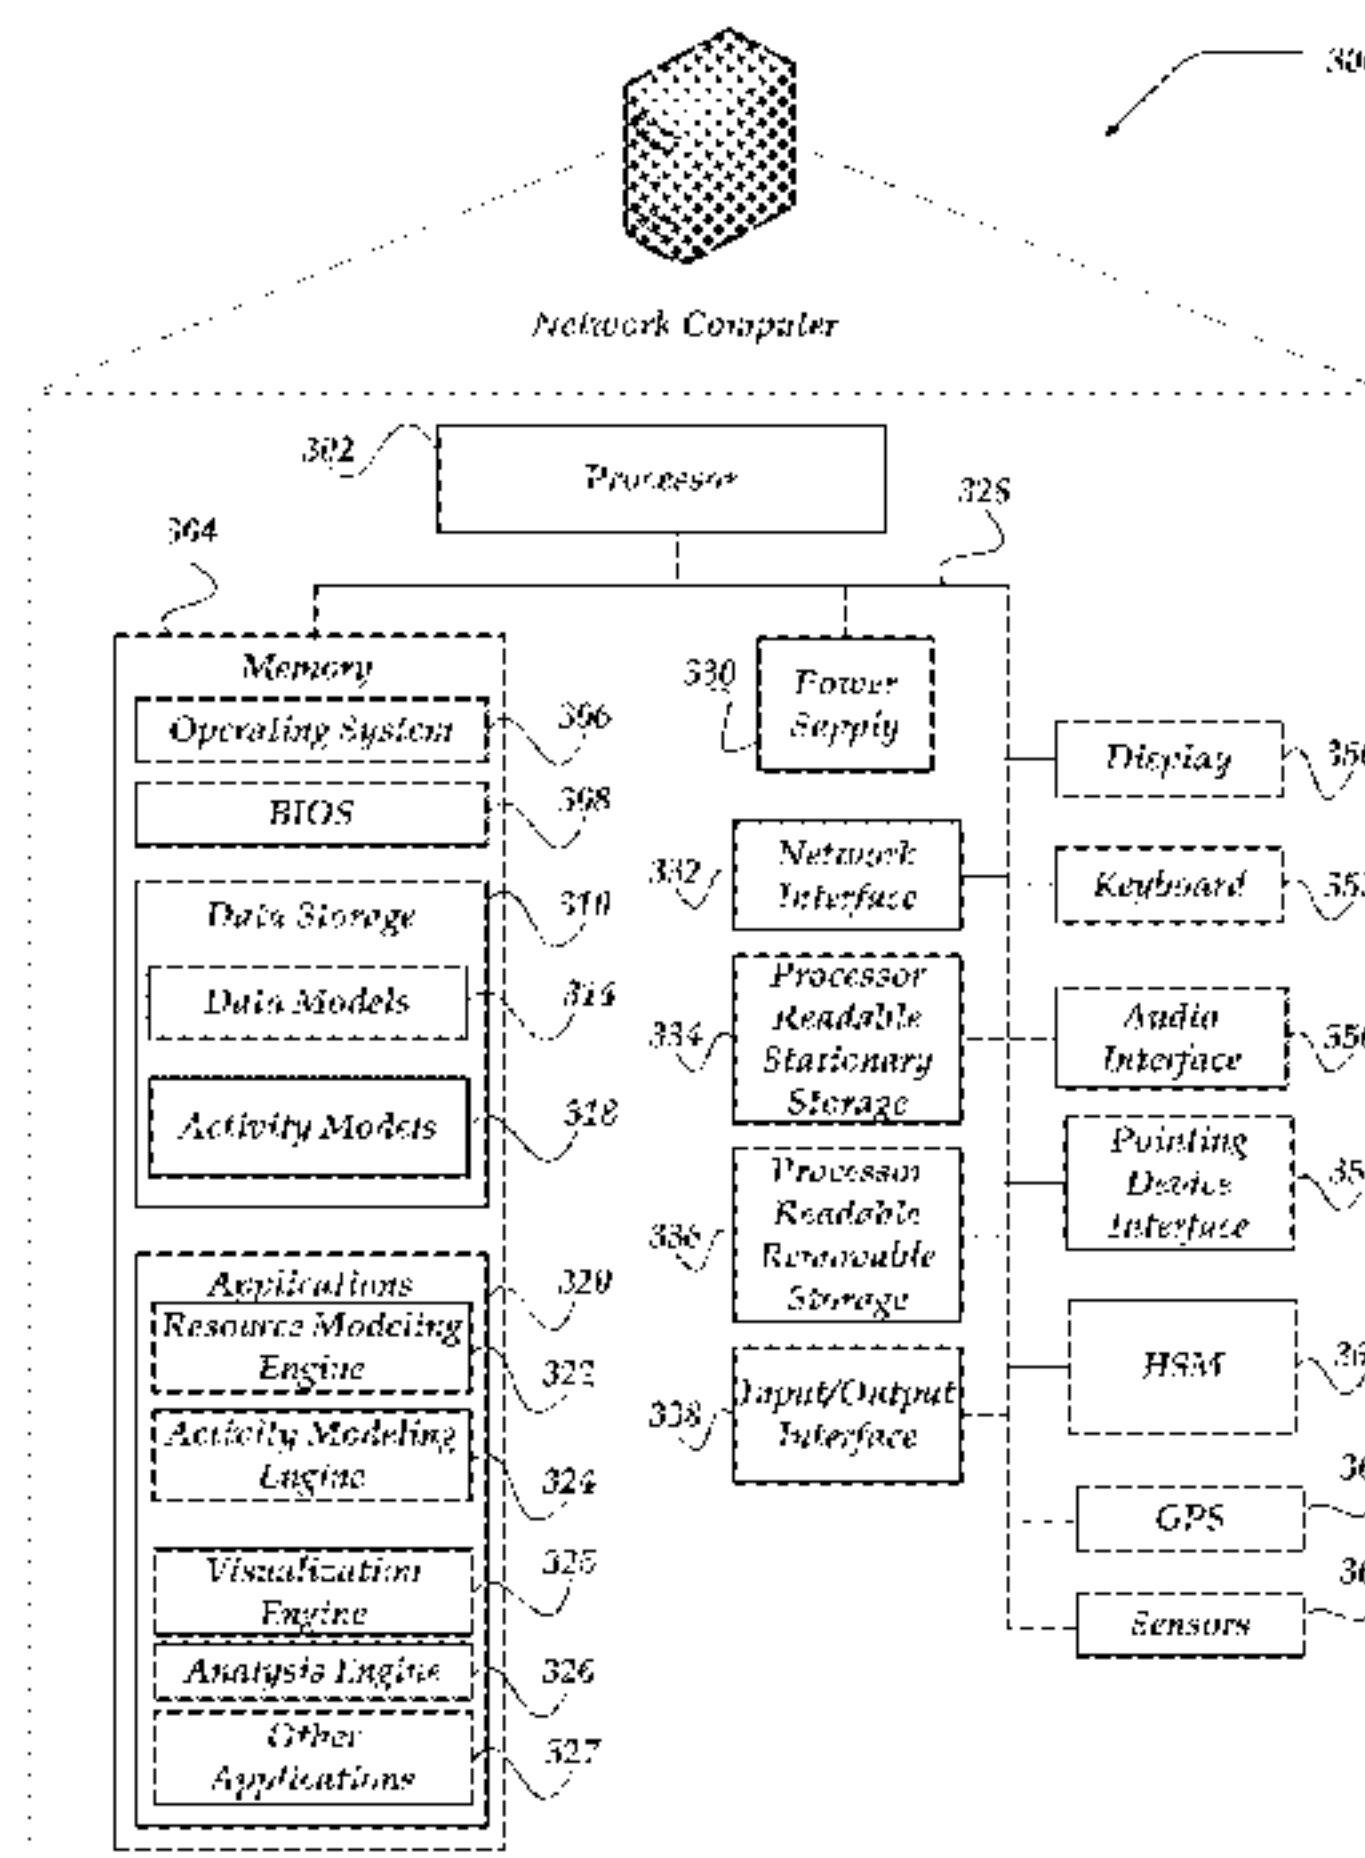 Network Computer
302
Processor
304
328
Memory
Operating System
306
BIOS
308
Data Storage
310
Data Models
314
Activity Models
318
Applications
320
Resource Modeling
Engine
322
Activity Modeling
Engine
324
Visualization
Engine
325
Analysis Engine
326
Other
Applications
327
330
Power
Supply
332
Network
Interface
334
Processor
Readable
Stationary
Storage
336
Processor
Readable
Removable
Storage
338
Input/Output
Interface
Display
Keyboard
Audio
Interface
Pointing
Device
Interface
HSM
GPS
Sensors